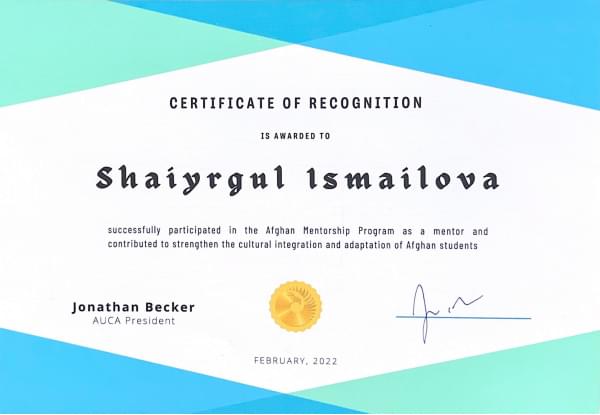 CERTIFICATE OF RECOGNITION
IS AWARDED TO
Shaiyrgul Ismailova
successfully participated in the Afghan Mentorship Program as a mentor and
contributed to strengthen the cultural integration and adaptation of Afghan students
Jonathan Becker
AUCA President
FEBRUARY, 2022